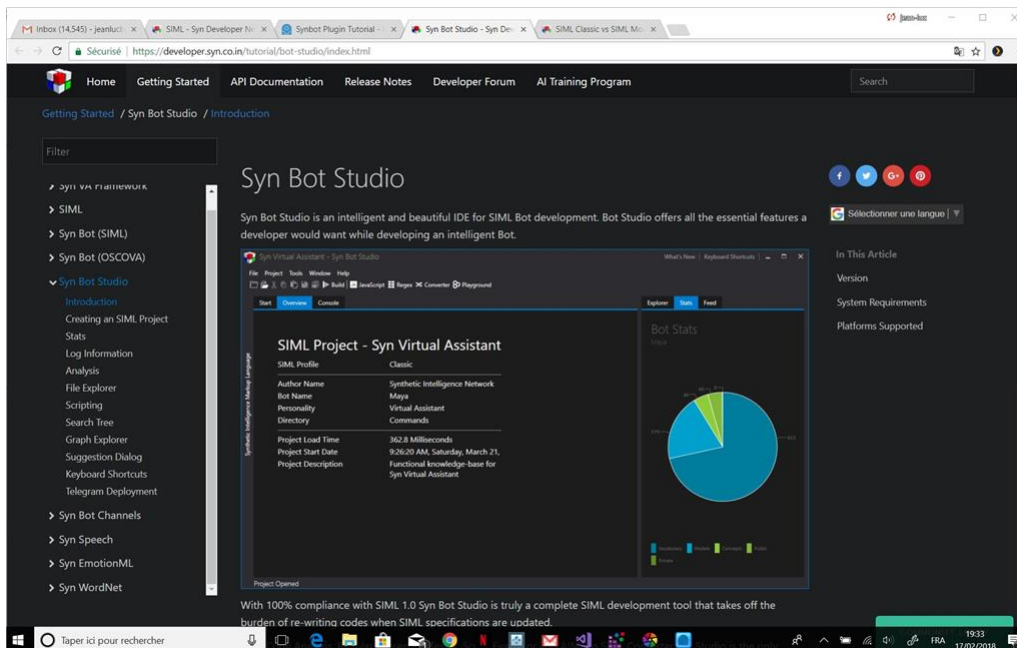 Inbox (14,545) - jeanluct
SIML - Syn Developer Ne
Synbot Plugin Tutorial -
Syn Bot Studio - Syn Dev
SIML Classic vs SIML Mo
jean-luc
Sécurisé
https://developer.syn.co.in/tutorial/bot-studio/index.html
Home
Getting Started
API Documentation
Release Notes
Developer Forum
AI Training Program
Search
Getting Started / Syn Bot Studio / Introduction
Filter
Syn VA Framework
SIML
Syn Bot (SIML)
Syn Bot (OSCOVA)
Syn Bot Studio
Introduction
Creating an SIML Project
Stats
Log Information
Analysis
File Explorer
Scripting
Search Tree
Graph Explorer
Suggestion Dialog
Keyboard Shortcuts
Telegram Deployment
Syn Bot Channels
Syn Speech
Syn EmotionML
Syn WordNet
Syn Bot Studio
Syn Bot Studio is an intelligent and beautiful IDE for SIML Bot development. Bot Studio offers all the essential features a
developer would want while developing an intelligent Bot.
Syn Virtual Assistant - Syn Bot Studio
What's New | Keyboard Shortcuts
File Project Tools Window Help
Build
JavaScript
Regex
Converter
Playground
Start
Overview
Console
Explorer
Stats
Feed
Synthetic Intelligence Markup Language
SIML Project - Syn Virtual Assistant
SIML Profile Classic
Author Name Synthetic Intelligence Network
Bot Name Maya
Personality Virtual Assistant
Directory Commands
Project Load Time 362.8 Milliseconds
Project Start Date 9:26:20 AM, Saturday, March 21,
Project Description Functional knowledge-base for
Syn Virtual Assistant
Bot Stats
Maya
Vocabulary
Models
Concepts
Public
Private
Project Opened
With 100% compliance with SIML 1.0 Syn Bot Studio is truly a complete SIML development tool that takes off the
burden of re-writing codes when SIML specifications are updated.
G+
Sélectionner une langue
In This Article
Version
System Requirements
Platforms Supported
Taper ici pour rechercher
FRA
19:33
17/02/2018